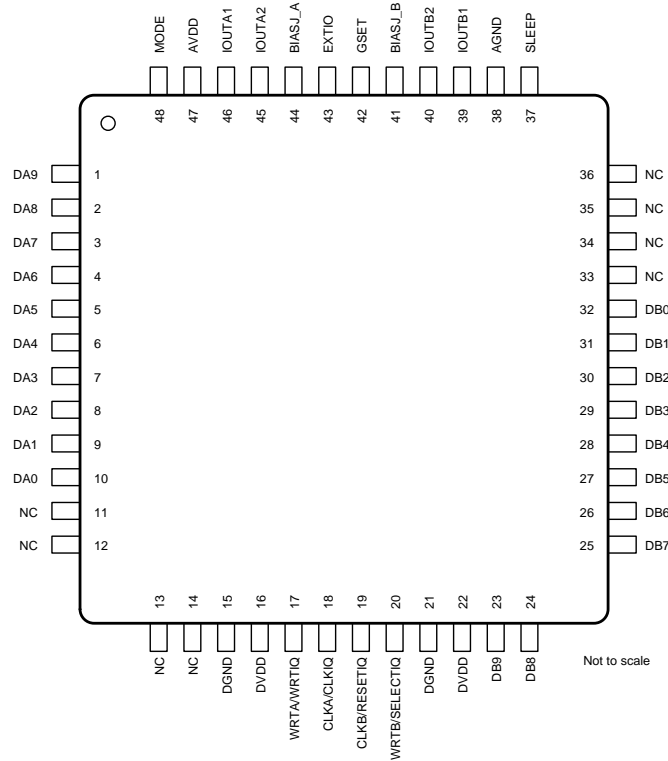 MODE
AVDD
IOUTA1
IOUTA2
BIASJ_A
EXTIO
GSET
BIASJ_B
IOUTB2
IOUTB1
AGND
SLEEP
48
47
46
45
44
43
42
41
40
39
38
37
DA9 1 36 NC
DA8 2 35 NC
DA7 3 34 NC
DA6 4 33 NC
DA5 5 32 DB0
DA4 6 31 DB1
DA3 7 30 DB2
DA2 8 29 DB3
DA1 9 28 DB4
DA0 10 27 DB5
NC 11 26 DB6
NC 12 25 DB7
13
14
15
16
17
18
19
20
21
22
23
24
NC
NC
DGND
DVDD
WRTA/WRTIQ
CLKA/CLKIQ
CLKB/RESETIQ
WRTB/SELECTIQ
DGND
DVDD
DB9
DB8
Not to scale